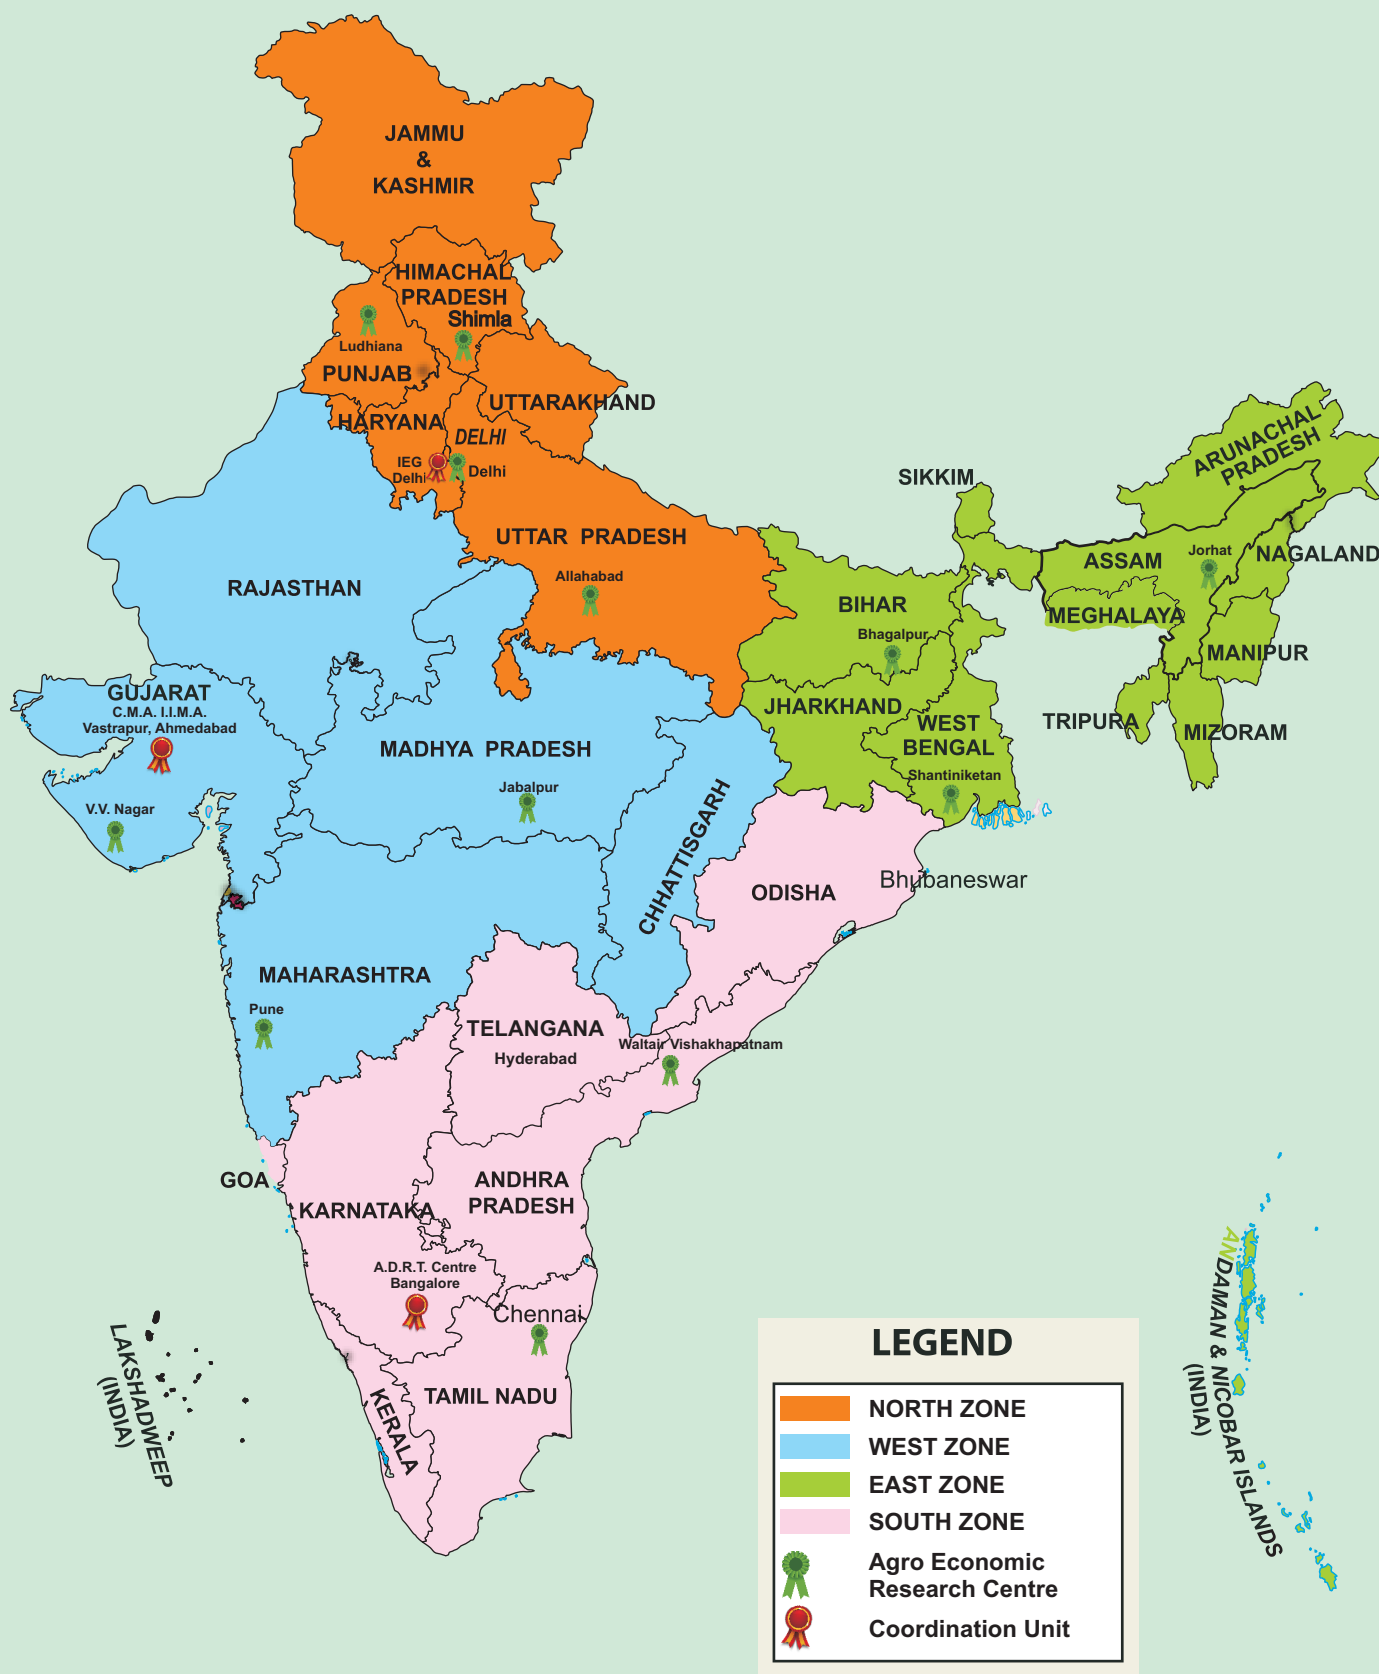 JAMMU
&
KASHMIR
HIMACHAL
PRADESH
Shimla
Ludhiana
PUNJAB
UTTARAKHAND
HARYANA
DELHI
IEG
Delhi
Delhi
UTTAR PRADESH
Allahabad
RAJASTHAN
SIKKIM
ARUNACHAL
PRADESH
ASSAM
Jorhat
NAGALAND
MEGHALAYA
MANIPUR
TRIPURA
MIZORAM
BIHAR
Bhagalpur
JHARKHAND
WEST
BENGAL
Shantiniketan
GUJARAT
C.M.A. I.I.M.A.
Vastrapur, Ahmedabad
V.V. Nagar
MADHYA PRADESH
Jabalpur
CHHATTISGARH
ODISHA
Bhubaneswar
MAHARASHTRA
Pune
TELANGANA
Hyderabad
Waltair Vishakhapatnam
GOA
KARNATAKA
ANDHRA
PRADESH
A.D.R.T. Centre
Bangalore
Chennai
TAMIL NADU
KERALA
LAKSHADWEEP
(INDIA)
ANDAMAN & NICOBAR ISLANDS
(INDIA)
LEGEND
NORTH ZONE
WEST ZONE
EAST ZONE
SOUTH ZONE
Agro Economic
Research Centre
Coordination Unit